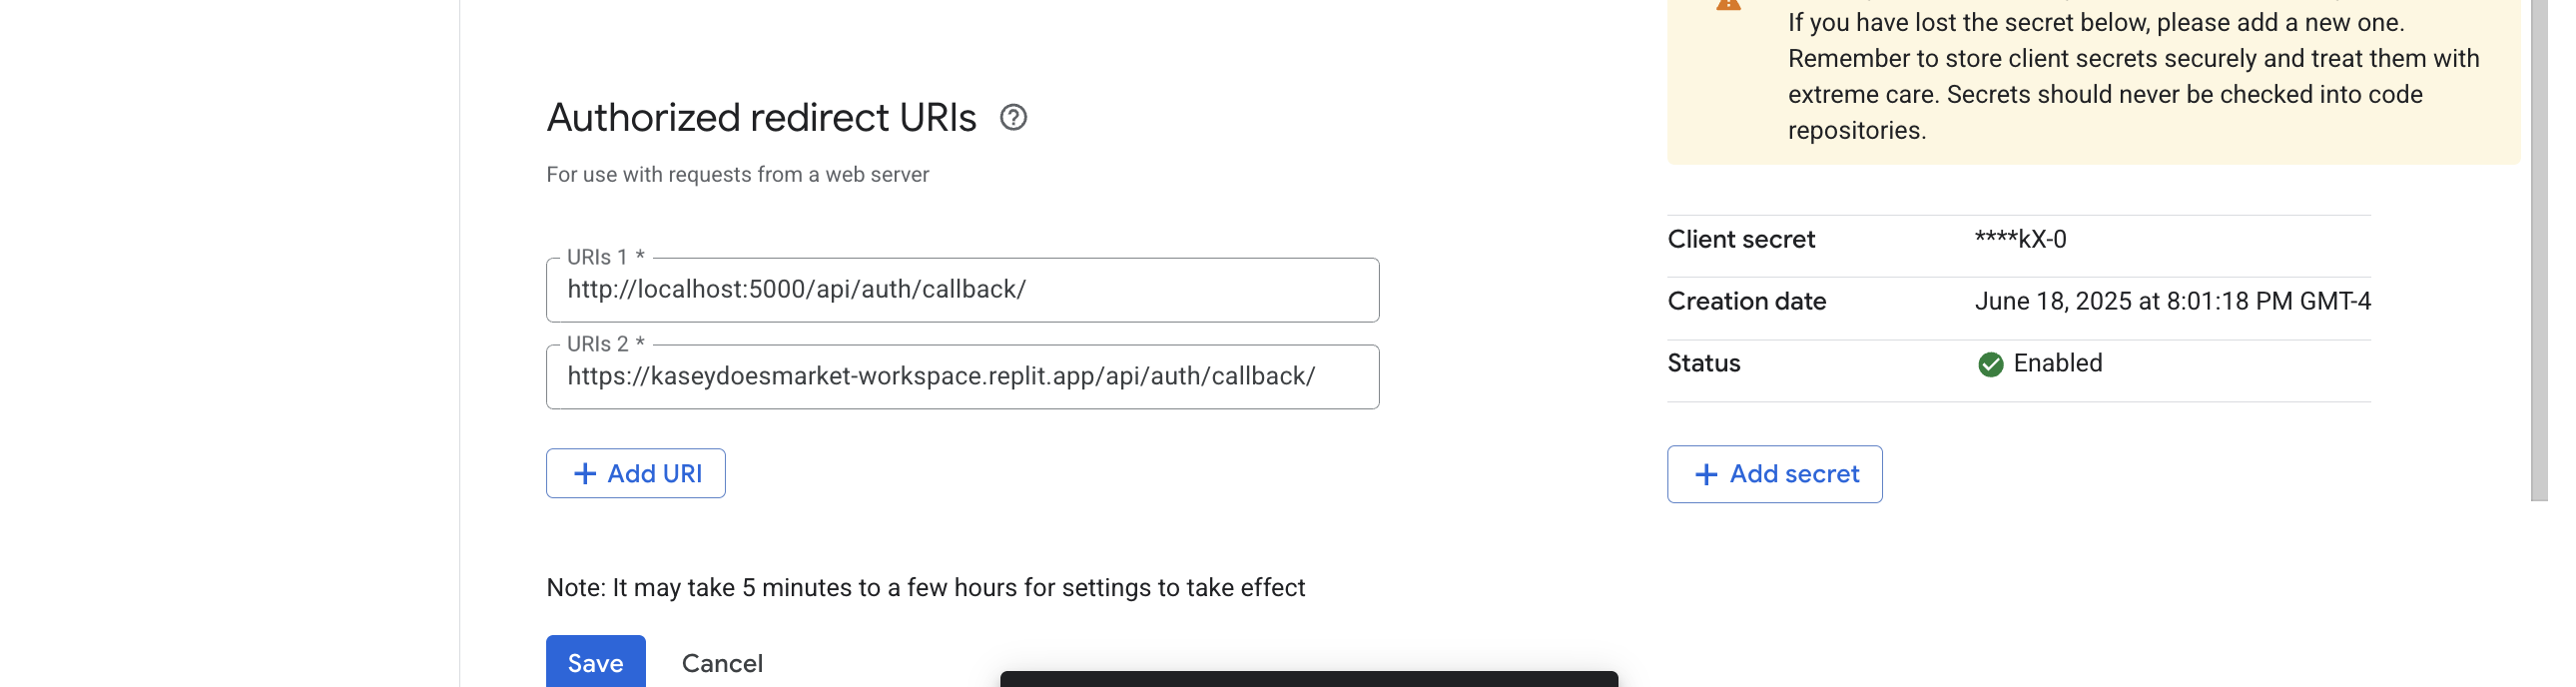 If you have lost the secret below, please add a new one.
Remember to store client secrets securely and treat them with
extreme care. Secrets should never be checked into code
repositories.
Authorized redirect URIs
For use with requests from a web server
URIs 1 *
http://localhost:5000/api/auth/callback/
URIs 2 *
https://kaseydoesmarket-workspace.replit.app/api/auth/callback/
+ Add URI
Note: It may take 5 minutes to a few hours for settings to take effect
Save Cancel
Client secret ****kX-0
Creation date June 18, 2025 at 8:01:18 PM GMT-4
Status Enabled
+ Add secret